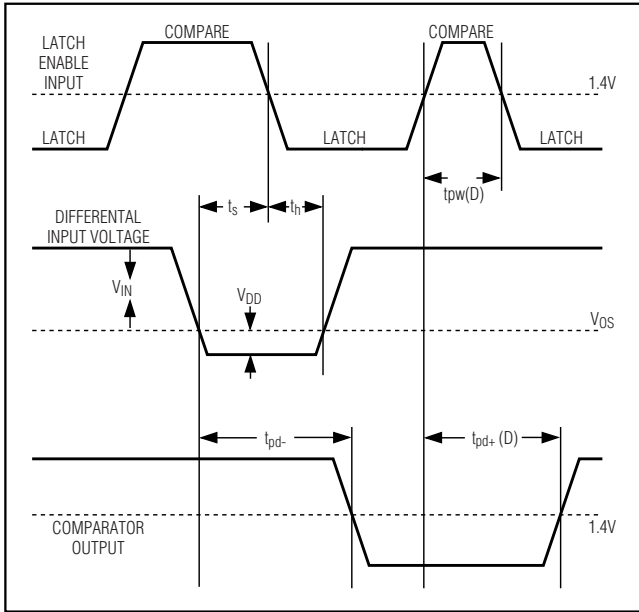 COMPARE
COMPARE
LATCH
ENABLE
INPUT
1.4V
LATCH
LATCH
LATCH
tpw(D)
ts
th
DIFFERENTAL
INPUT VOLTAGE
VIN
VDD
VOS
tpd-
tpd+ (D)
COMPARATOR
OUTPUT
1.4V